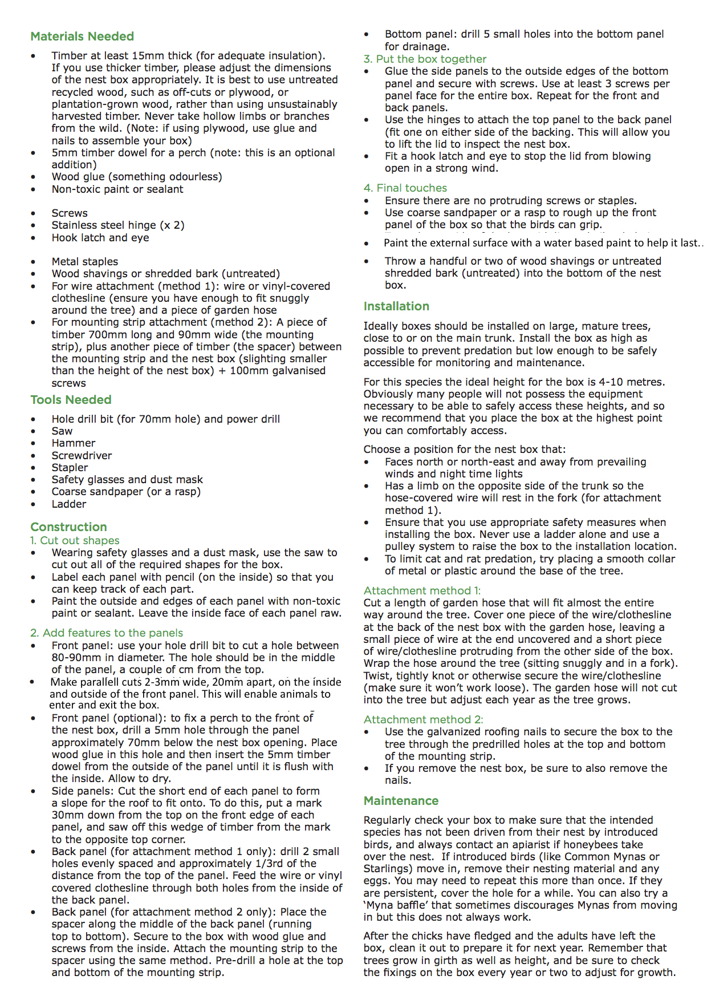 Materials Needed
• Timber at least 15mm thick (for adequate insulation).
If you use thicker timber, please adjust the dimensions
of the nest box appropriately. It is best to use untreated
recycled wood, such as off-cuts or plywood, or
plantation-grown wood, rather than using unsustainably
harvested timber. Never take hollow limbs or branches
from the wild. (Note: if using plywood, use glue and
nails to assemble your box)
• 5mm timber dowel for a perch (note: this is an optional
addition)
• Wood glue (something odourless)
• Non-toxic paint or sealant
• Screws
• Stainless steel hinge (x 2)
• Hook latch and eye
• Metal staples
• Wood shavings or shredded bark (untreated)
• For wire attachment (method 1): wire or vinyl-covered
clothesline (ensure you have enough to fit snuggly
around the tree) and a piece of garden hose
• For mounting strip attachment (method 2): A piece of
timber 700mm long and 90mm wide (the mounting
strip), plus another piece of timber (the spacer) between
the mounting strip and the nest box (slighting smaller
than the height of the nest box) + 100mm galvanised
screws
Tools Needed
• Hole drill bit (for 70mm hole) and power drill
• Saw
• Hammer
• Screwdriver
• Stapler
• Safety glasses and dust mask
• Coarse sandpaper (or a rasp)
• Ladder
Construction
1. Cut out shapes
• Wearing safety glasses and a dust mask, use the saw to
cut out all of the required shapes for the box.
• Label each panel with pencil (on the inside) so that you
can keep track of each part.
• Paint the outside and edges of each panel with non-toxic
paint or sealant. Leave the inside face of each panel raw.
2. Add features to the panels
• Front panel: use your hole drill bit to cut a hole between
80-90mm in diameter. The hole should be in the middle
of the panel, a couple of cm from the top.
• Make parallell cuts 2-3mm wide, 20mm apart, on the inside
and outside of the front panel. This will enable animals to
enter and exit the box.
• Front panel (optional): to fix a perch to the front of
the nest box, drill a 5mm hole through the panel
approximately 70mm below the nest box opening. Place
wood glue in this hole and then insert the 5mm timber
dowel from the outside of the panel until it is flush with
the inside. Allow to dry.
• Side panels: Cut the short end of each panel to form
a slope for the roof to fit onto. To do this, put a mark
30mm down from the top on the front edge of each
panel, and saw off this wedge of timber from the mark
to the opposite top corner.
• Back panel (for attachment method 1 only): drill 2 small
holes evenly spaced and approximately 1/3rd of the
distance from the top of the panel. Feed the wire or vinyl
covered clothesline through both holes from the inside of
the back panel.
• Back panel (for attachment method 2 only): Place the
spacer along the middle of the back panel (running
top to bottom). Secure to the box with wood glue and
screws from the inside. Attach the mounting strip to the
spacer using the same method. Pre-drill a hole at the top
and bottom of the mounting strip.
• Bottom panel: drill 5 small holes into the bottom panel
for drainage.
3. Put the box together
• Glue the side panels to the outside edges of the bottom
panel and secure with screws. Use at least 3 screws per
panel face for the entire box. Repeat for the front and
back panels.
• Use the hinges to attach the top panel to the back panel
(fit one on either side of the backing. This will allow you
to lift the lid to inspect the nest box.
• Fit a hook latch and eye to stop the lid from blowing
open in a strong wind.
4. Final touches
• Ensure there are no protruding screws or staples.
• Use coarse sandpaper or a rasp to rough up the front
panel of the box so that the birds can grip.
• Paint the external surface with a water based paint to help it last..
• Throw a handful or two of wood shavings or untreated
shredded bark (untreated) into the bottom of the nest
box.
Installation
Ideally boxes should be installed on large, mature trees,
close to or on the main trunk. Install the box as high as
possible to prevent predation but low enough to be safely
accessible for monitoring and maintenance.
For this species the ideal height for the box is 4-10 metres.
Obviously many people will not possess the equipment
necessary to be able to safely access these heights, and so
we recommend that you place the box at the highest point
you can comfortably access.
Choose a position for the nest box that:
• Faces north or north-east and away from prevailing
winds and night time lights
• Has a limb on the opposite side of the trunk so the
hose-covered wire will rest in the fork (for attachment
method 1).
• Ensure that you use appropriate safety measures when
installing the box. Never use a ladder alone and use a
pulley system to raise the box to the installation location.
• To limit cat and rat predation, try placing a smooth collar
of metal or plastic around the base of the tree.
Attachment method 1:
Cut a length of garden hose that will fit almost the entire
way around the tree. Cover one piece of the wire/clothesline
at the back of the nest box with the garden hose, leaving a
small piece of wire at the end uncovered and a short piece
of wire/clothesline protruding from the other side of the box.
Wrap the hose around the tree (sitting snuggly and in a fork).
Twist, tightly knot or otherwise secure the wire/clothesline
(make sure it won’t work loose). The garden hose will not cut
into the tree but adjust each year as the tree grows.
Attachment method 2:
• Use the galvanized roofing nails to secure the box to the
tree through the predrilled holes at the top and bottom
of the mounting strip.
• If you remove the nest box, be sure to also remove the
nails.
Maintenance
Regularly check your box to make sure that the intended
species has not been driven from their nest by introduced
birds, and always contact an apiarist if honeybees take
over the nest. If introduced birds (like Common Mynas or
Starlings) move in, remove their nesting material and any
eggs. You may need to repeat this more than once. If they
are persistent, cover the hole for a while. You can also try a
‘Myna baffle’ that sometimes discourages Mynas from moving
in but this does not always work.
After the chicks have fledged and the adults have left the
box, clean it out to prepare it for next year. Remember that
trees grow in girth as well as height, and be sure to check
the fixings on the box every year or two to adjust for growth.